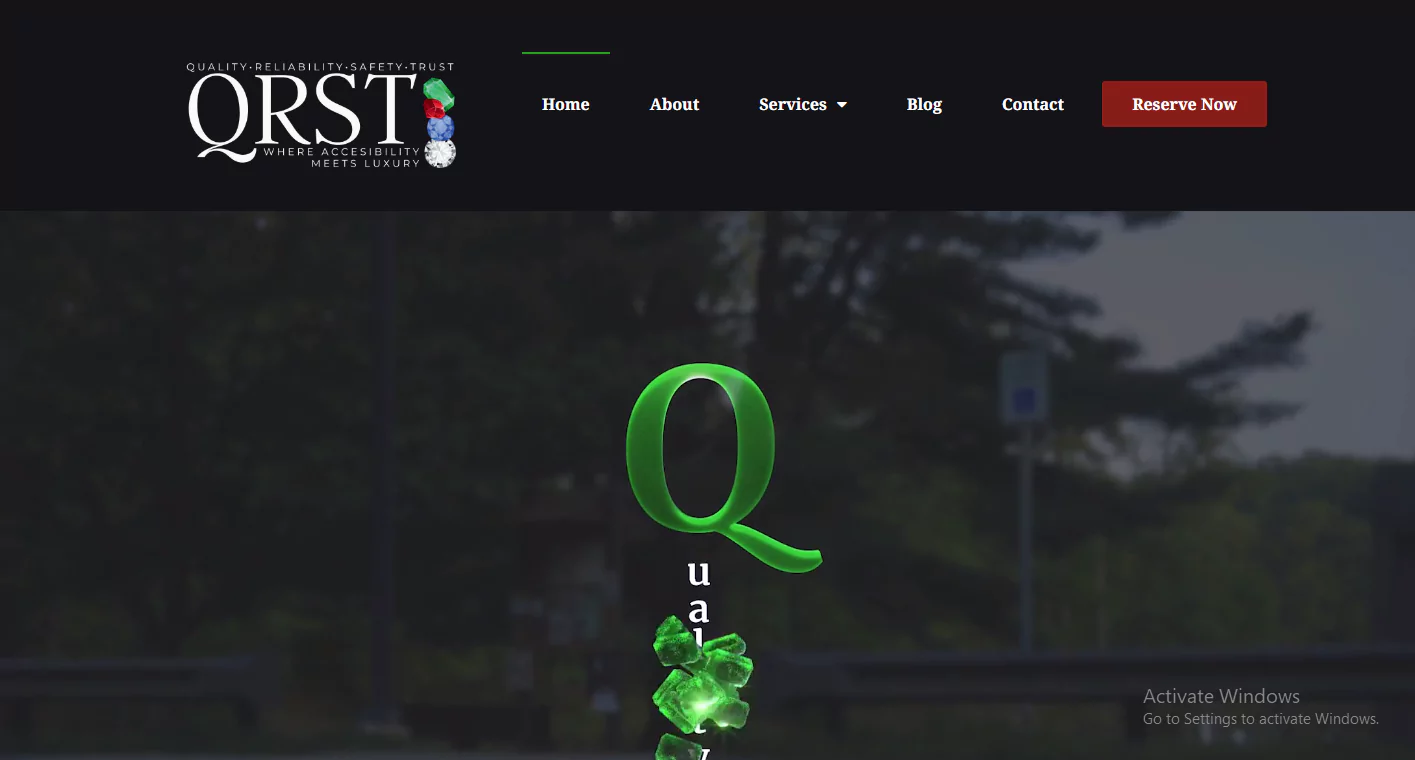 QUALITY·RELIABILITY·SAFETY·TRUST
QRST
WHERE ACCESIBILITY
MEETS LUXURY
Home
About
Services
Blog
Contact
Reserve Now
Q
u
a
l
t
y
Activate Windows
Go to Settings to activate Windows.